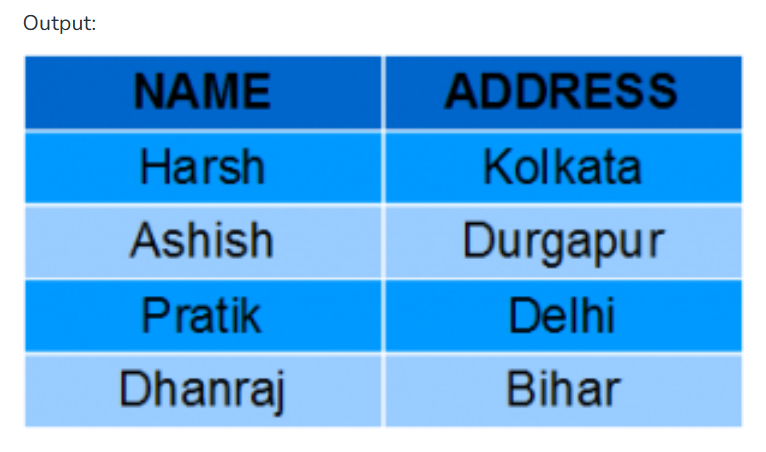 Output:
NAME ADDRESS
Harsh Kolkata
Ashish Durgapur
Pratik Delhi
Dhanraj Bihar